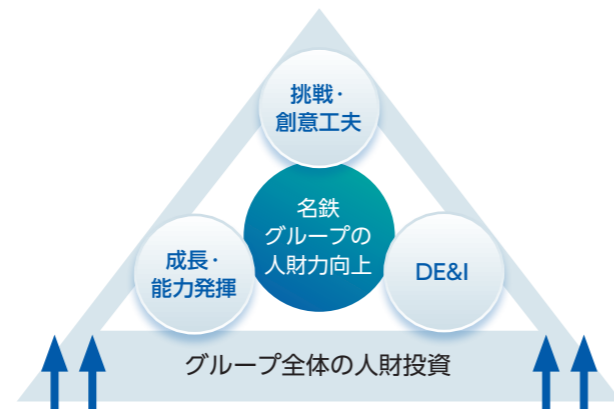 挑戦・
創意工夫
名鉄
グループの
人財力向上
成長・
能力発揮
DE&I
グループ全体の人財投資